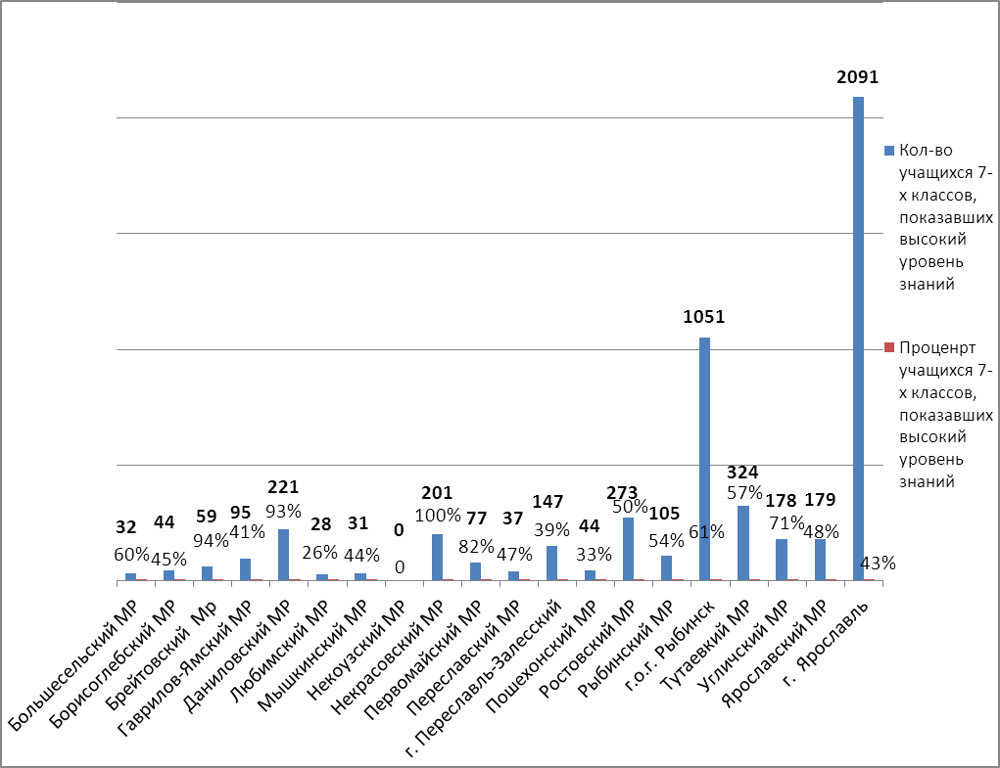 2091
Кол-во
учащихся 7-
х классов,
показавших
высокий
уровень
знаний
1051
Проценрт
учащихся 7-
х классов,
показавших
высокий
уровень
знаний
32 44 59 95 221 28 31 0 201 77 37 147 44 273 105 324 178 179
60% 45% 94% 41% 93% 26% 44% 0 100% 82% 47% 39% 33% 50% 54% 61% 57% 71% 48% 43%
Большесельский МР
Борисоглебский МР
Брейтовский Мр
Гаврилов-Ямский МР
Даниловский МР
Любимский МР
Мышкинский МР
Некоузский МР
Некрасовский МР
Первомайский МР
Переславский МР
г. Переславль-Залесский
Пошехонский МР
Ростовский МР
Рыбинский МР
г.о.г. Рыбинск
Тутаевкий МР
Угличский МР
Ярославский МР
г. Ярославль